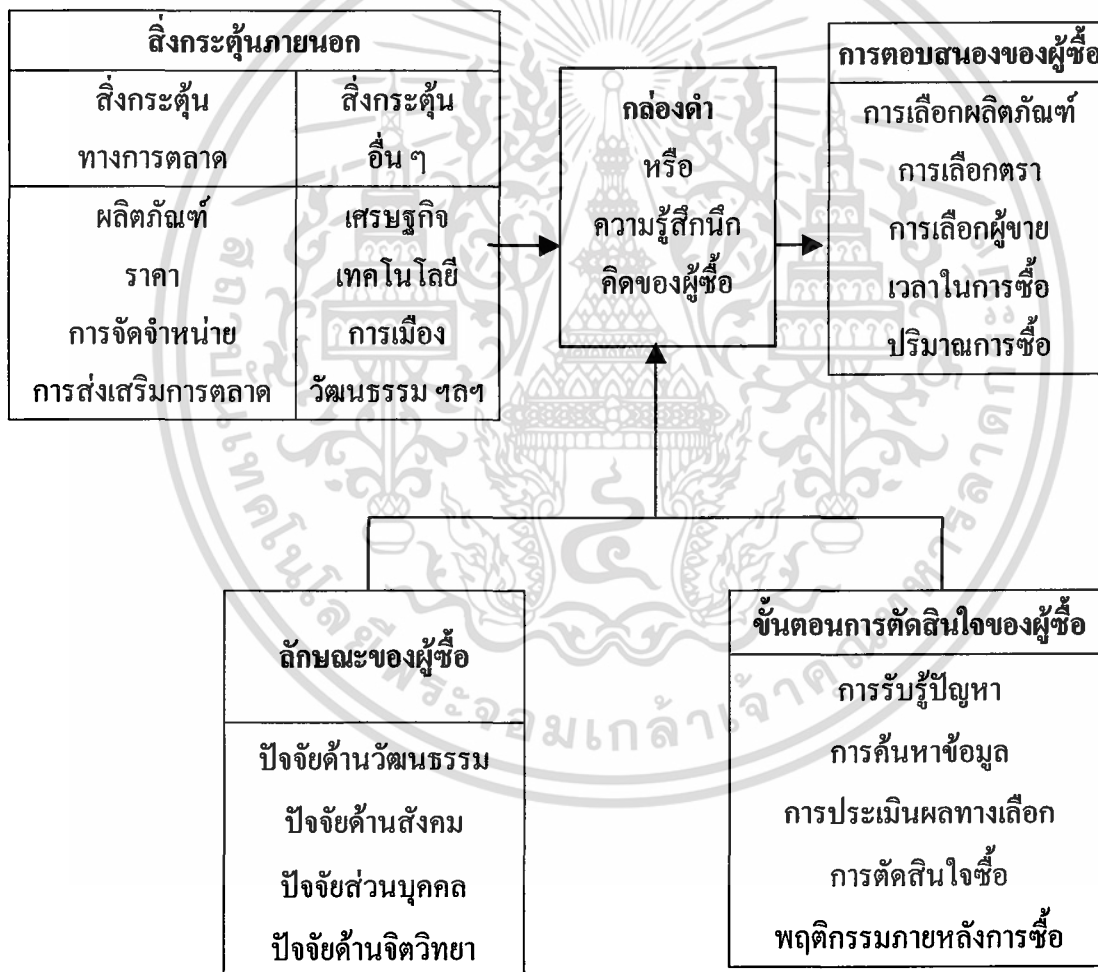 สิ่งกระตุ้นภายนอก
สิ่งกระตุ้น
ทางการตลาด
สิ่งกระตุ้น
อื่น ๆ
ผลิตภัณฑ์
ราคา
การจัดจำหน่าย
การส่งเสริมการตลาด
เศรษฐกิจ
เทคโนโลยี
การเมือง
วัฒนธรรม ฯลฯ
กล่องดำ
หรือ
ความรู้สึกนึก
คิดของผู้ซื้อ
การตอบสนองของผู้ซื้อ
การเลือกผลิตภัณฑ์
การเลือกตรา
การเลือกผู้ขาย
เวลาในการซื้อ
ปริมาณการซื้อ
ลักษณะของผู้ซื้อ
ปัจจัยด้านวัฒนธรรม
ปัจจัยด้านสังคม
ปัจจัยส่วนบุคคล
ปัจจัยด้านจิตวิทยา
ขั้นตอนการตัดสินใจของผู้ซื้อ
การรับรู้ปัญหา
การค้นหาข้อมูล
การประเมินผลทางเลือก
การตัดสินใจซื้อ
พฤติกรรมภายหลังการซื้อ